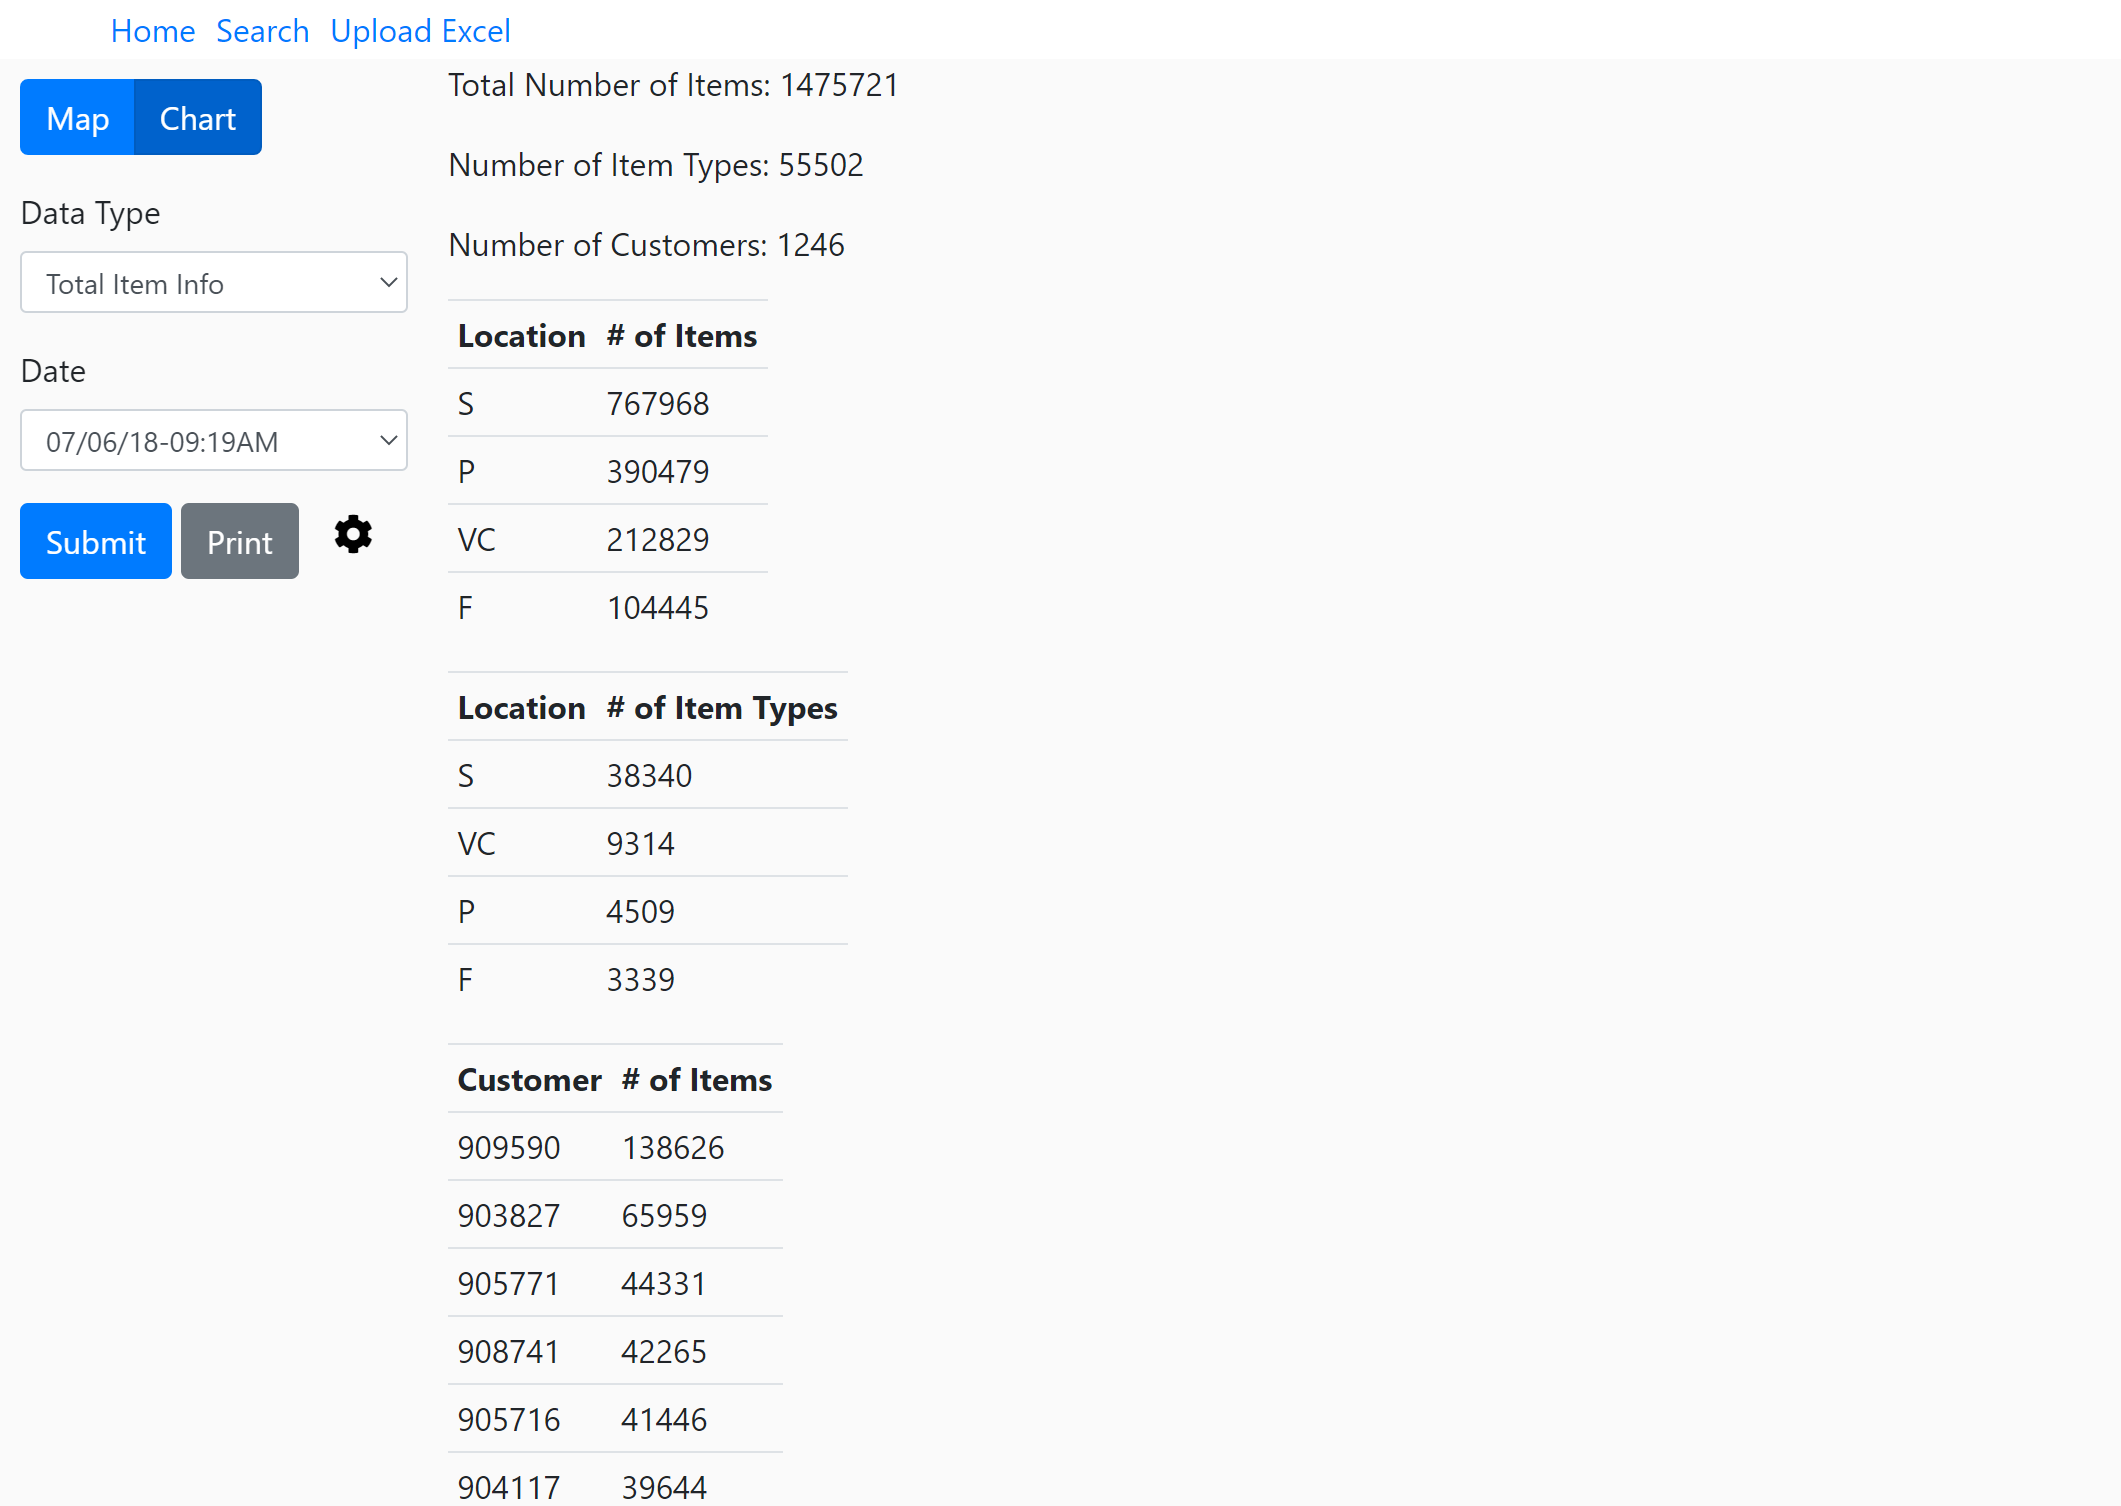 Home Search Upload Excel
Map Chart
Data Type
Total Item Info
Date
07/06/18-09:19AM
Submit Print
Total Number of Items: 1475721
Number of Item Types: 55502
Number of Customers: 1246
Location # of Items
S 767968
P 390479
VC 212829
F 104445
Location # of Item Types
S 38340
VC 9314
P 4509
F 3339
Customer # of Items
909590 138626
903827 65959
905771 44331
908741 42265
905716 41446
904117 39644